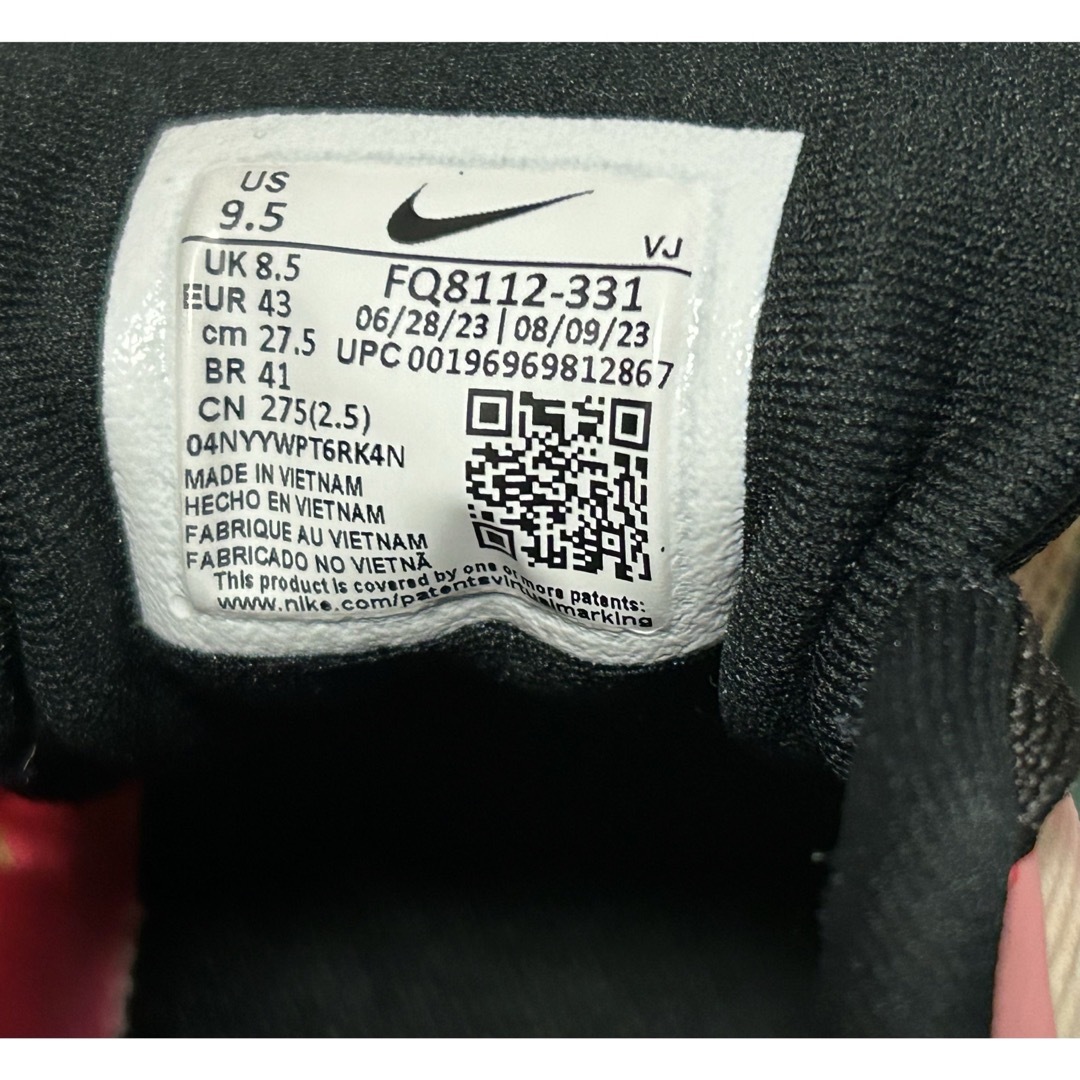 US
9.5
VJ
UK 8.5
EUR 43
cm 27.5
BR 41
CN 275(2.5)
FQ8112-331
06/28/23 | 08/09/23
UPC 00196969812867
04NYYWPT6RK4N
MADE IN VIETNAM
HECHO EN VIETNAM
FABRIQUE AU VIETNAM
FABRICADO NO VIETNÃ
This product is covered by one or more patents:
www.nike.com/patentsvirtualmarking